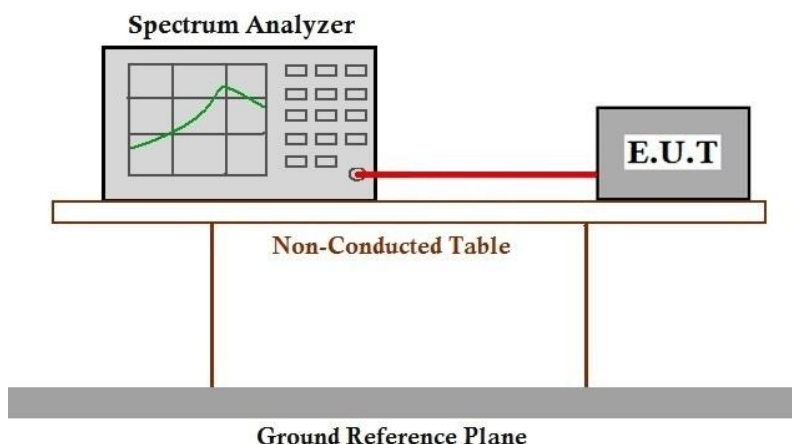 Spectrum Analyzer
E.U.T
Non-Conducted Table
Ground Reference Plane